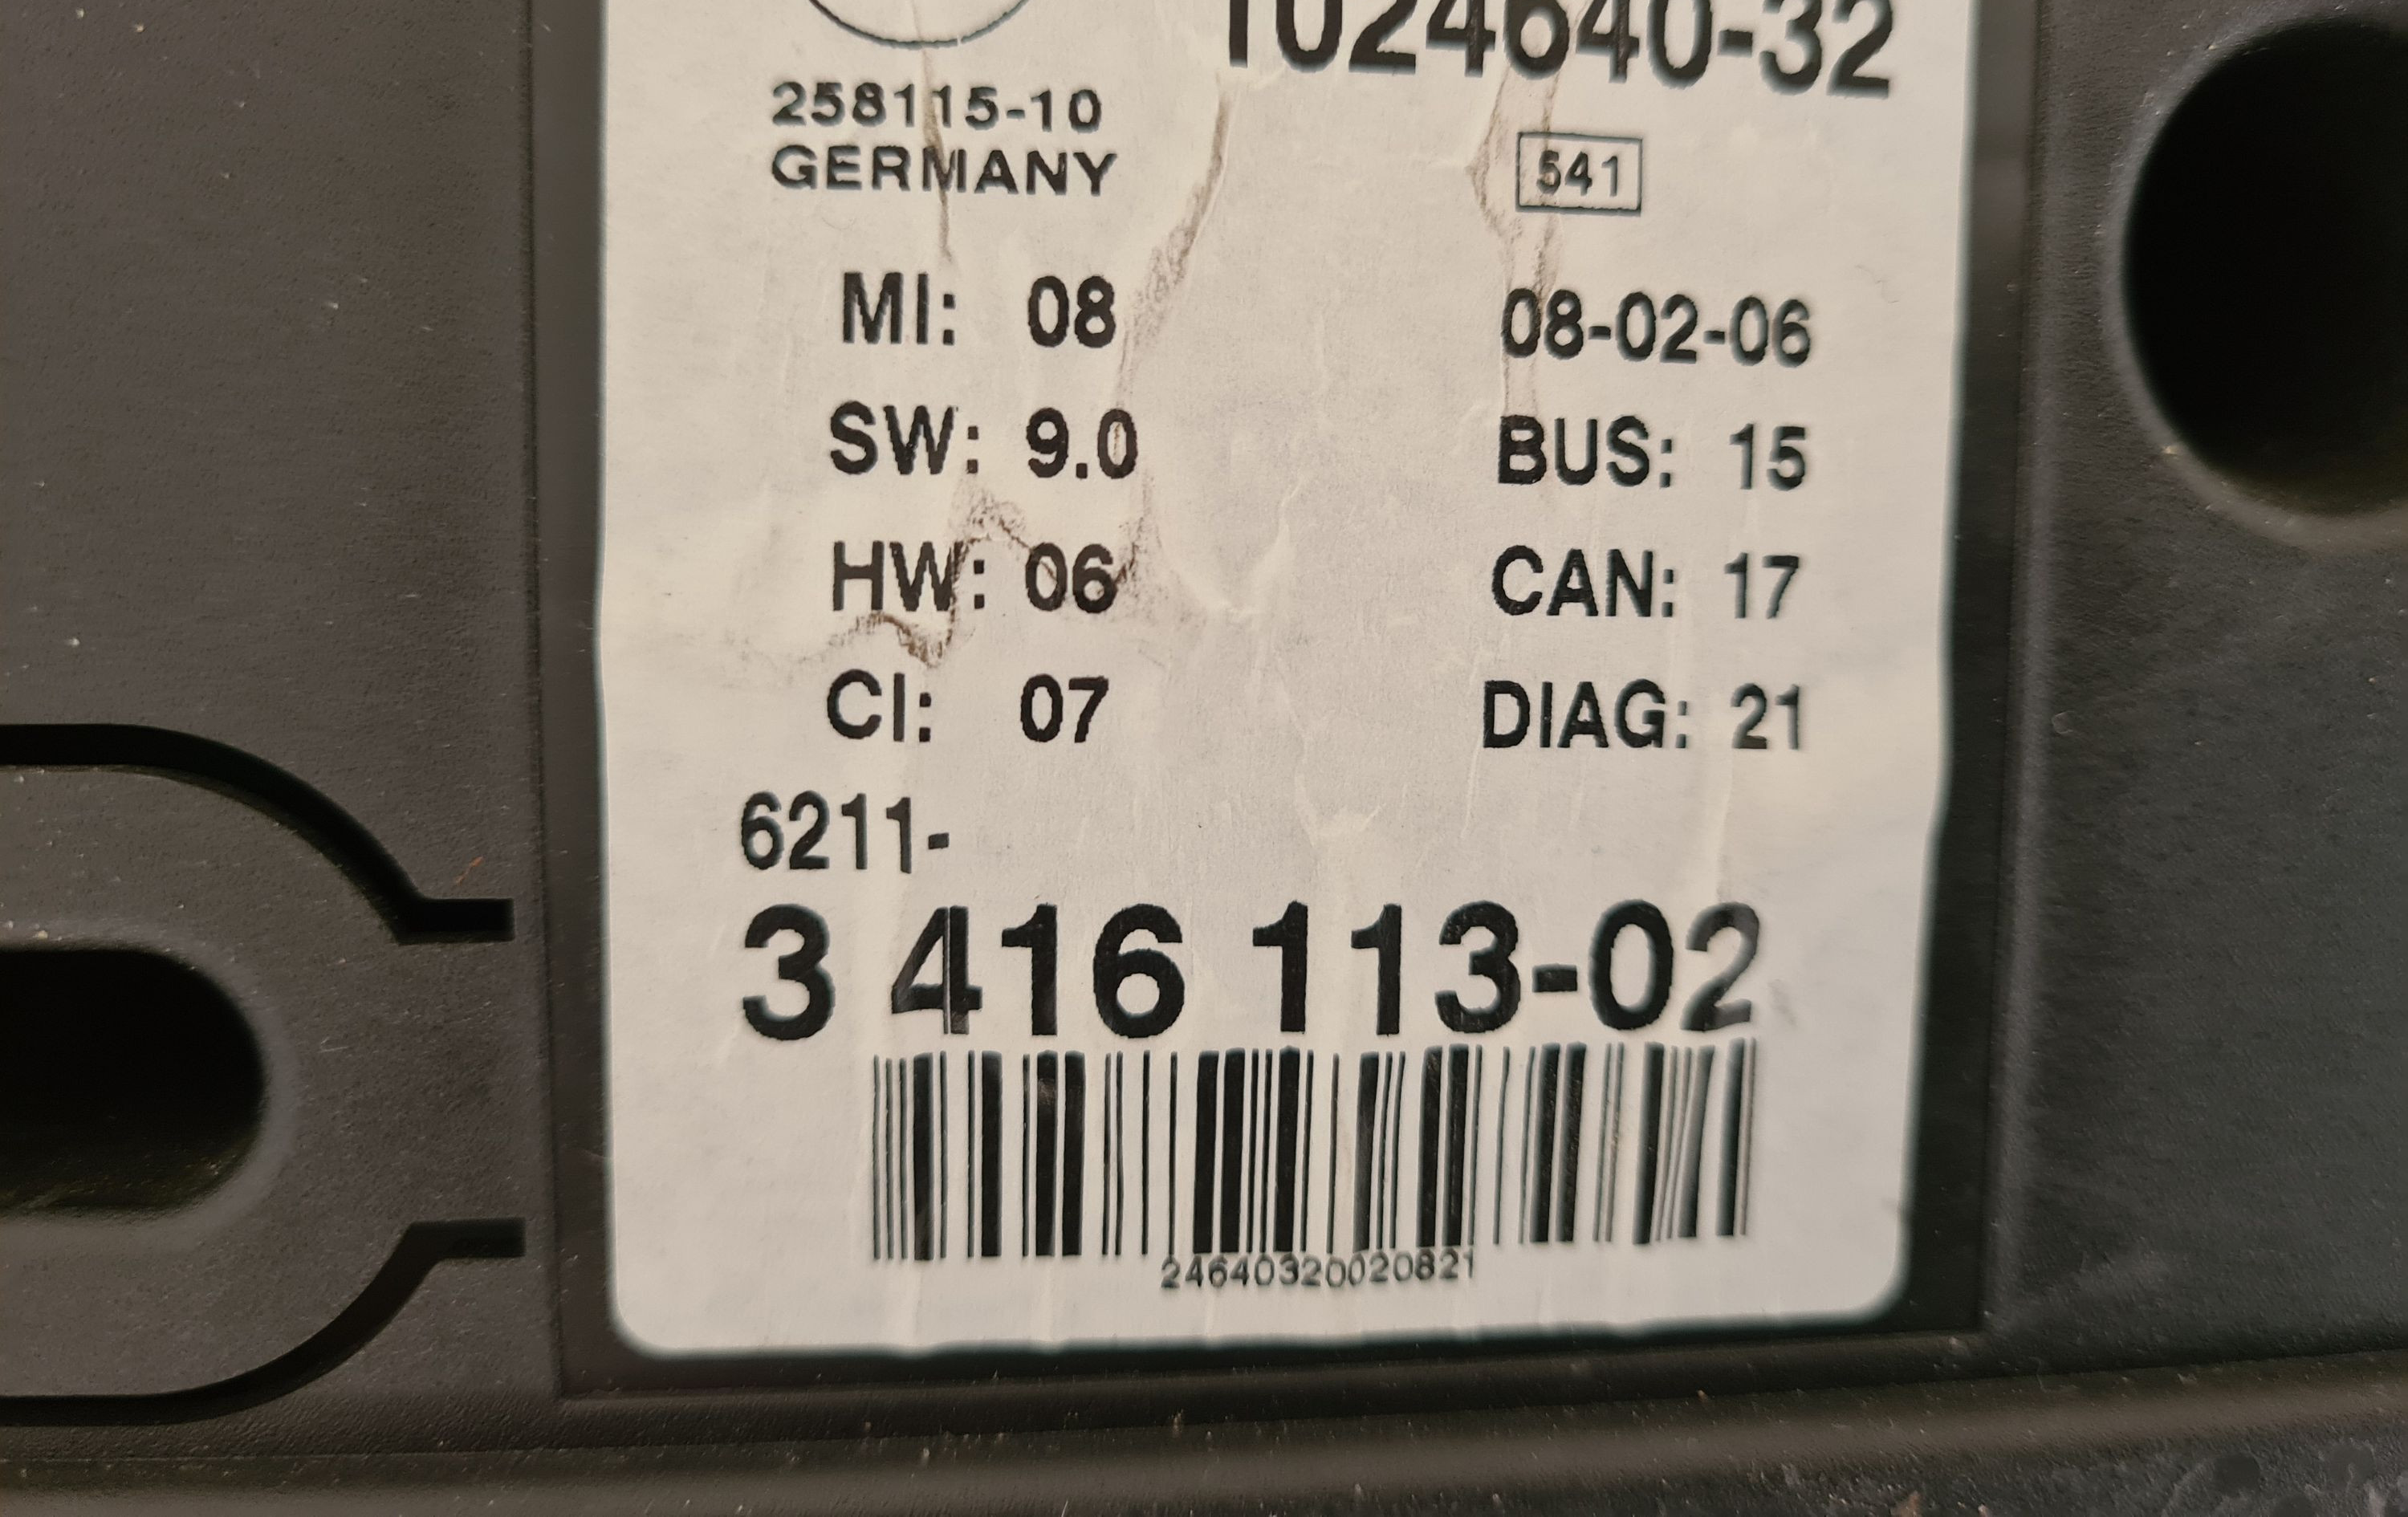 1024640-32
258115-10
GERMANY
541
MI: 08 08-02-06
SW: 9.0 BUS: 15
HW: 06 CAN: 17
CI: 07 DIAG: 21
6211-
3 416 113-02
24640320020821